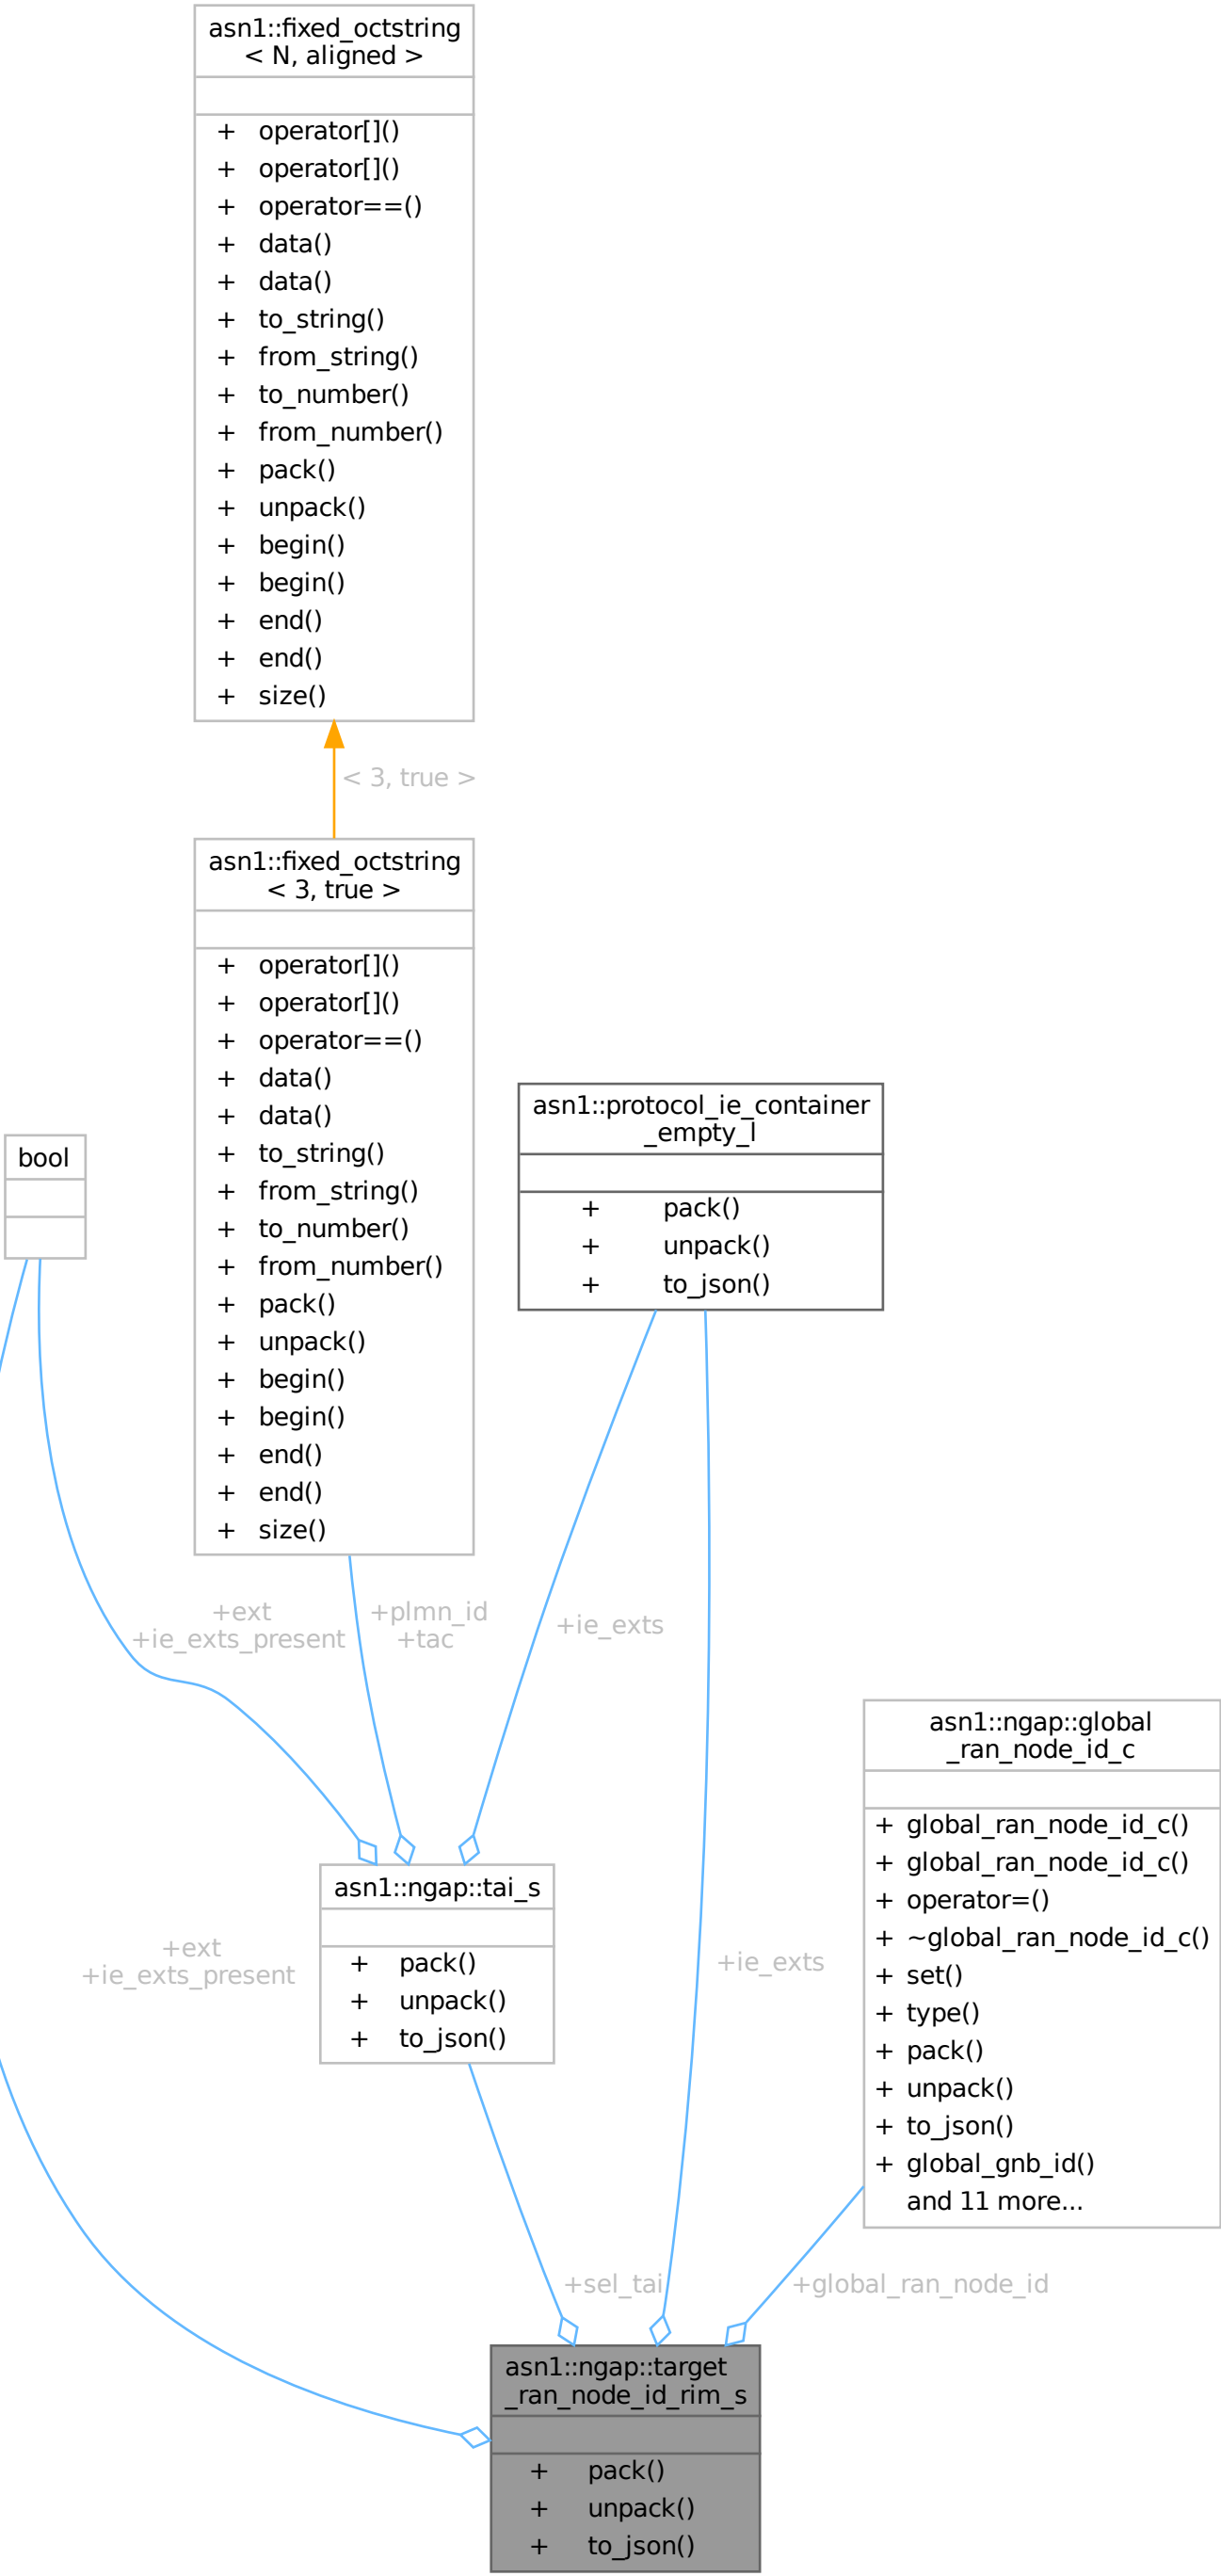 asn1::fixed_octstring
< N, aligned >
+ operator[]()
+ operator[]()
+ operator==()
+ data()
+ data()
+ to_string()
+ from_string()
+ to_number()
+ from_number()
+ pack()
+ unpack()
+ begin()
+ begin()
+ end()
+ end()
+ size()
< 3, true >
asn1::fixed_octstring
< 3, true >
+ operator[]()
+ operator[]()
+ operator==()
+ data()
+ data()
+ to_string()
+ from_string()
+ to_number()
+ from_number()
+ pack()
+ unpack()
+ begin()
+ begin()
+ end()
+ end()
+ size()
asn1::protocol_ie_container
_empty_l
+ pack()
+ unpack()
+ to_json()
bool
+ext
+ie_exts_present
+plmn_id
+tac
+ie_exts
asn1::ngap::global
_ran_node_id_c
+ global_ran_node_id_c()
+ global_ran_node_id_c()
+ operator=()
+ ~global_ran_node_id_c()
+ set()
+ type()
+ pack()
+ unpack()
+ to_json()
+ global_gnb_id()
and 11 more...
asn1::ngap::tai_s
+ pack()
+ unpack()
+ to_json()
+ext
+ie_exts_present
+ie_exts
+sel_tai
+global_ran_node_id
asn1::ngap::target
_ran_node_id_rim_s
+ pack()
+ unpack()
+ to_json()